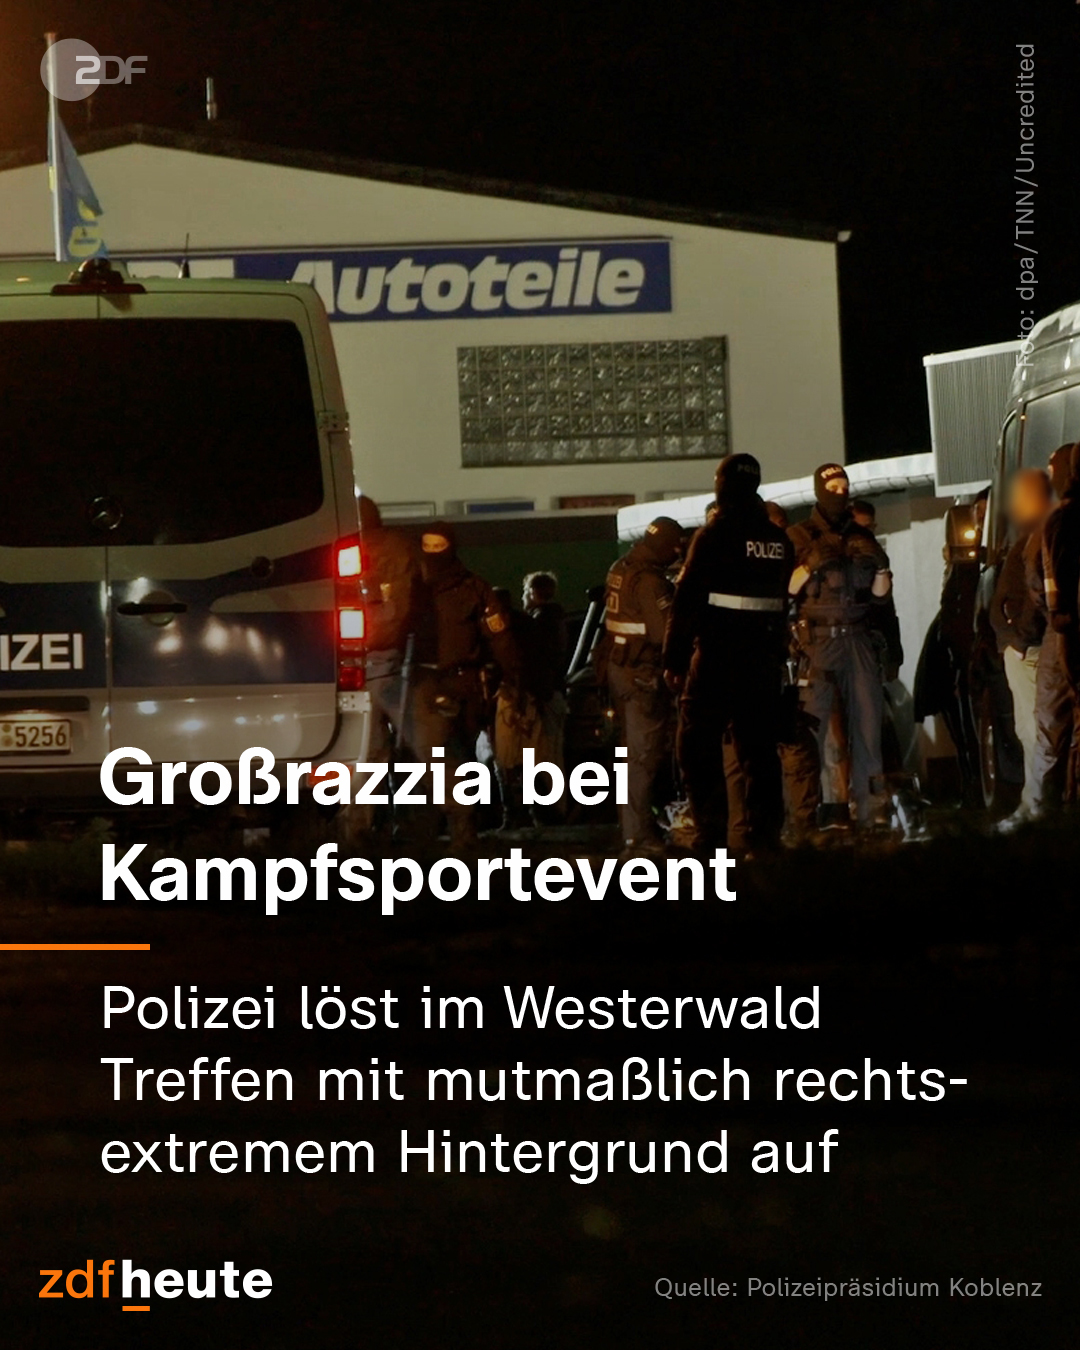 ZDF
Foto: dpa/TNN/Uncredited
Autoteile
POLIZEI
POLIZEI
IZEI
5256
Großrazzia bei
Kampfsportevent
Polizei löst im Westerwald
Treffen mit mutmaßlich rechts-
extremem Hintergrund auf
zdfheute
Quelle: Polizeipräsidium Koblenz